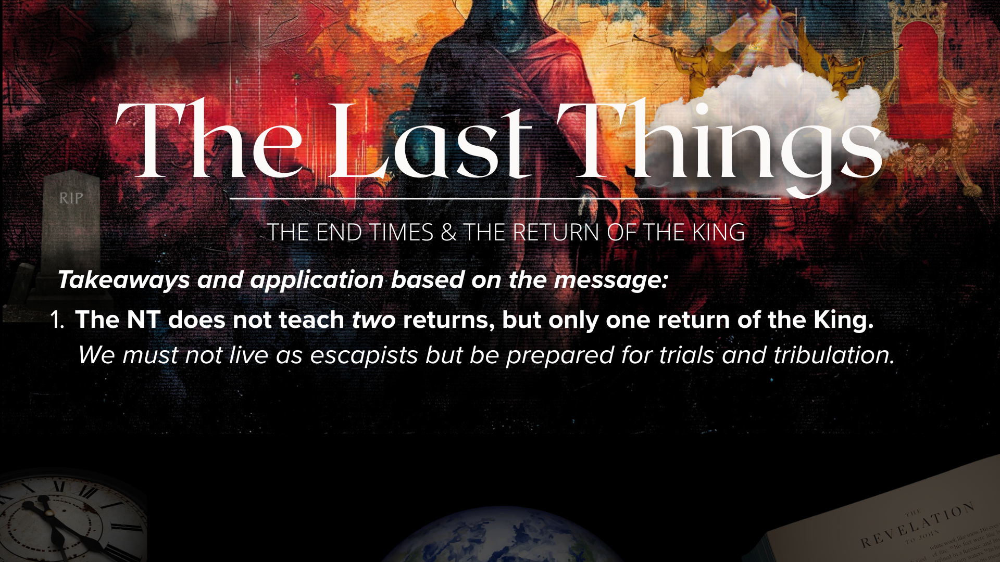 The Last Things
RIP
THE END TIMES & THE RETURN OF THE KING
Takeaways and application based on the message:
1. The NT does not teach two returns, but only one return of the King.
We must not live as escapists but be prepared for trials and tribulation.
THE
REVELATION
TO JOHN